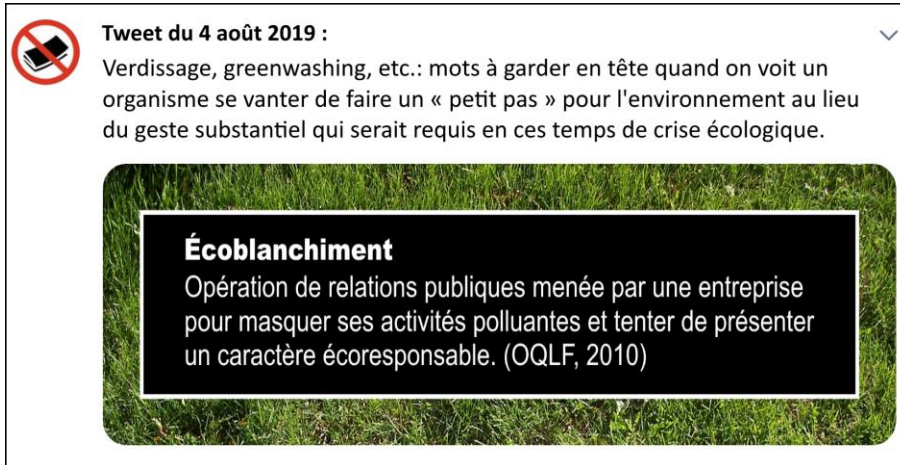 Tweet du 4 août 2019 :
Verdissage, greenwashing, etc.: mots à garder en tête quand on voit un
organisme se vanter de faire un « petit pas » pour l'environnement au lieu
du geste substantiel qui serait requis en ces temps de crise écologique.
Écoblanchiment
Opération de relations publiques menée par une entreprise
pour masquer ses activités polluantes et tenter de présenter
un caractère écoresponsable. (OQLF, 2010)